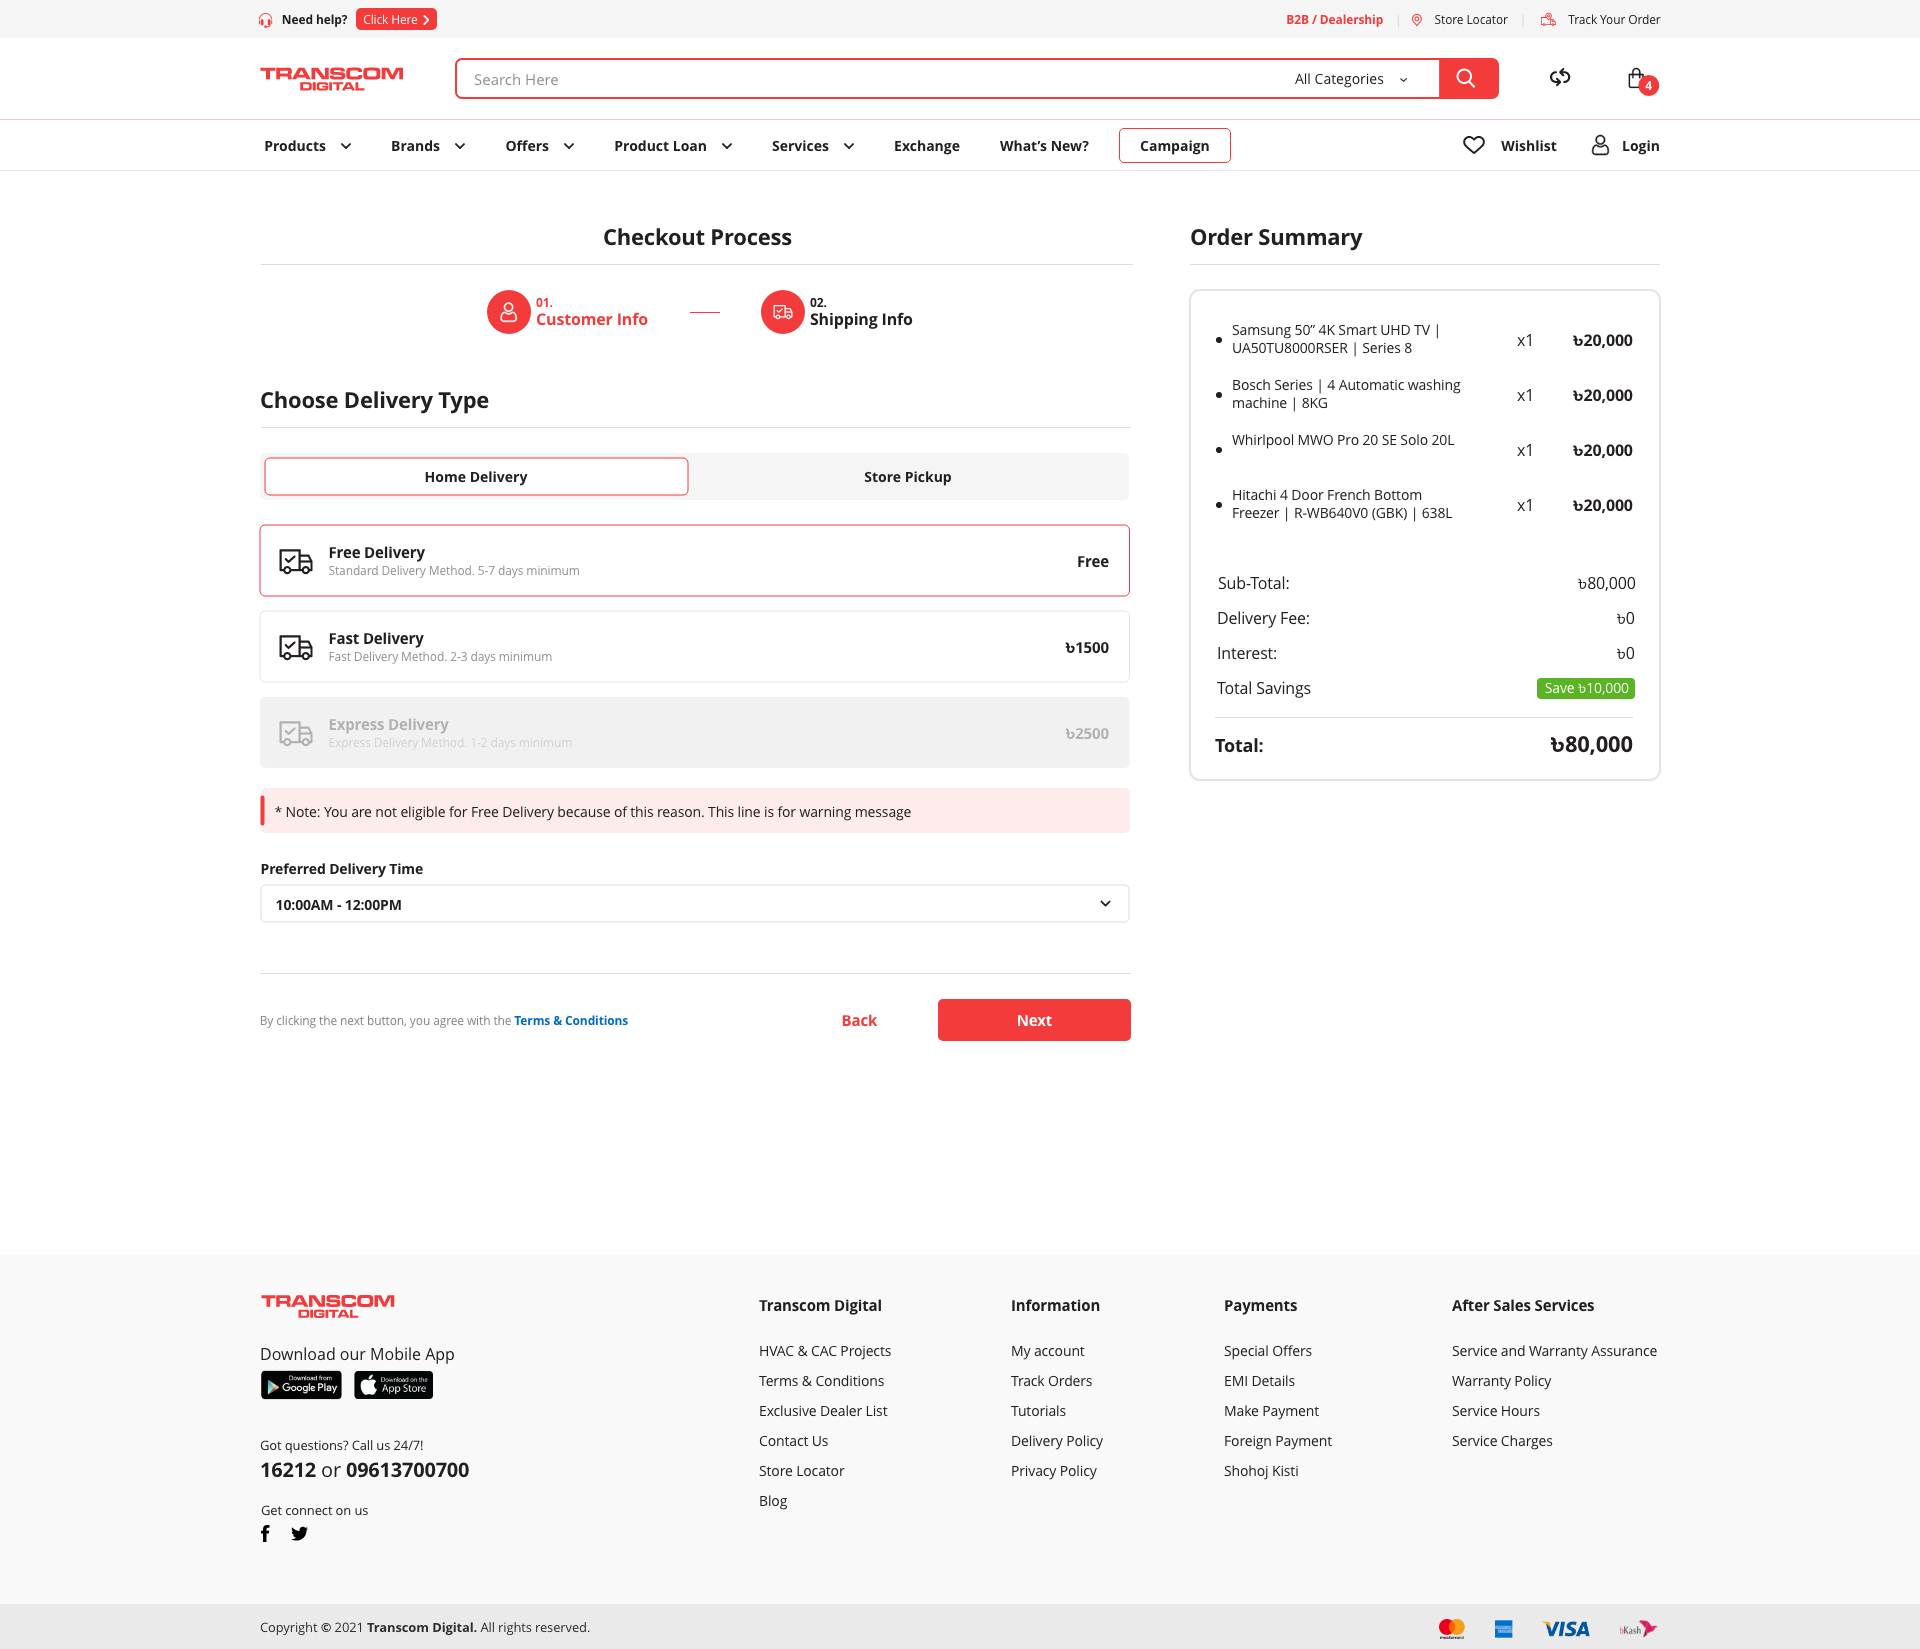 Need help? Click Here
B2B / Dealership | Store Locator | Track Your Order
TRANSCOM
DIGITAL
Search Here
All Categories
4
Products
Brands
Offers
Product Loan
Services
Exchange
What’s New?
Campaign
Wishlist
Login
Checkout Process
01.
Customer Info
02.
Shipping Info
Choose Delivery Type
Home Delivery
Store Pickup
Free Delivery
Standard Delivery Method. 5-7 days minimum
Free
Fast Delivery
Fast Delivery Method. 2-3 days minimum
৳1500
Express Delivery
Express Delivery Method. 1-2 days minimum
৳2500
* Note: You are not eligible for Free Delivery because of this reason. This line is for warning message
Preferred Delivery Time
10:00AM - 12:00PM
By clicking the next button, you agree with the Terms & Conditions
Back
Next
Order Summary
Samsung 50” 4K Smart UHD TV |
UA50TU8000RSER | Series 8
x1
৳20,000
Bosch Series | 4 Automatic washing
machine | 8KG
x1
৳20,000
Whirlpool MWO Pro 20 SE Solo 20L
x1
৳20,000
Hitachi 4 Door French Bottom
Freezer | R-WB640V0 (GBK) | 638L
x1
৳20,000
Sub-Total: ৳80,000
Delivery Fee: ৳0
Interest: ৳0
Total Savings Save ৳10,000
Total: ৳80,000
TRANSCOM
DIGITAL
Download our Mobile App
Download from
Google Play
Download on the
App Store
Got questions? Call us 24/7!
16212 or 09613700700
Get connect on us
Transcom Digital
HVAC & CAC Projects
Terms & Conditions
Exclusive Dealer List
Contact Us
Store Locator
Blog
Information
My account
Track Orders
Tutorials
Delivery Policy
Privacy Policy
Payments
Special Offers
EMI Details
Make Payment
Foreign Payment
Shohoj Kisti
After Sales Services
Service and Warranty Assurance
Warranty Policy
Service Hours
Service Charges
Copyright © 2021 Transcom Digital. All rights reserved.
mastercard
VISA
bKash